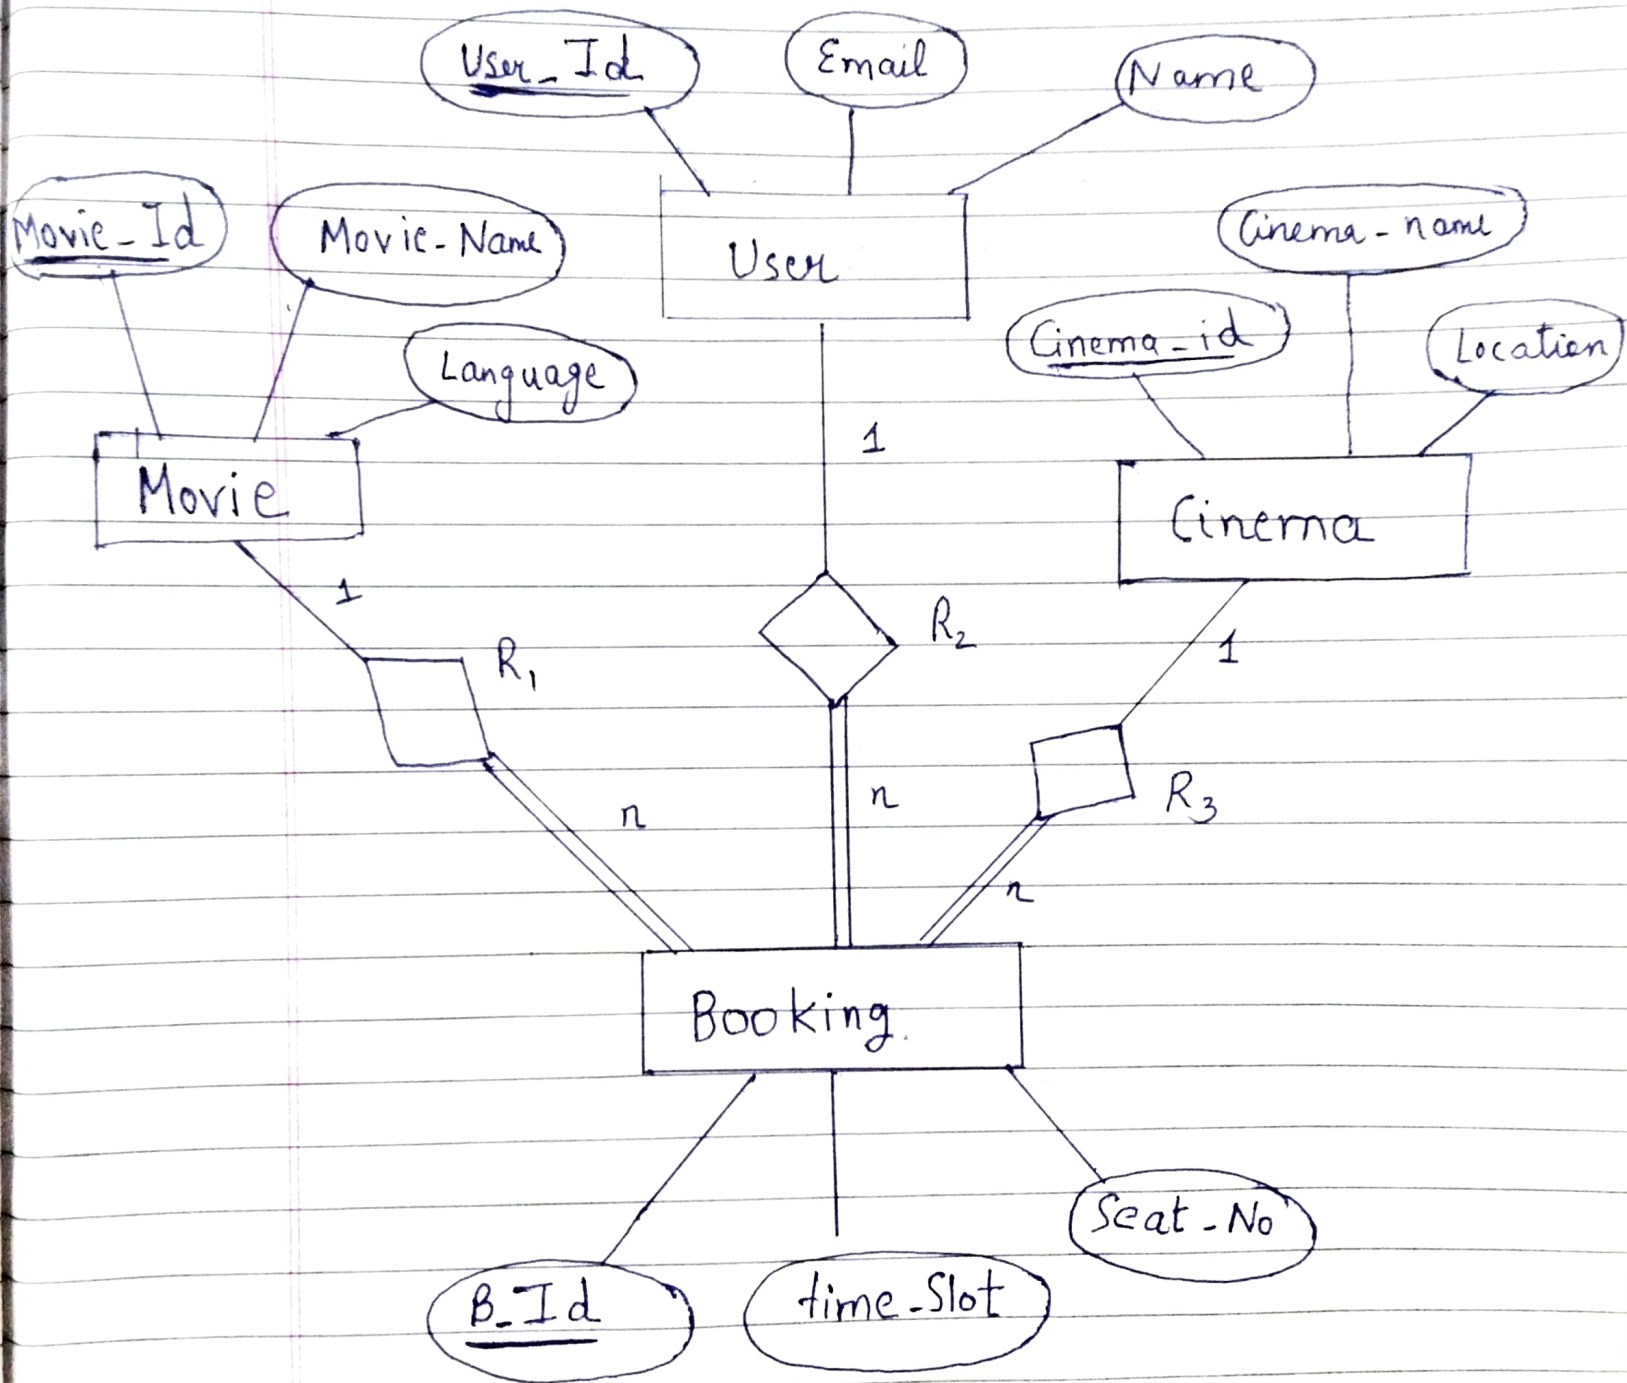 User_Id
Email
Name
Movie_Id
Movie-Name
User
Cinema-name
Language
Cinema_id
Location
1
Movie
Cinema
1
R1
R2
1
n
n
R3
n
Booking
Seat-No
B_Id
time-Slot